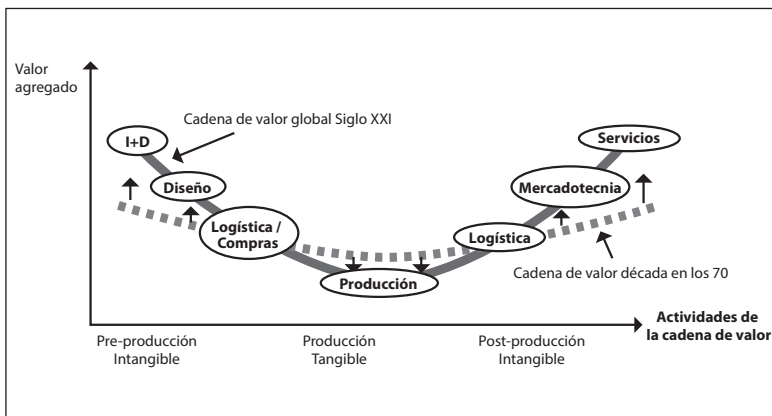 Valor
agregado
Cadena de valor global Siglo XXI
I+D
Servicios
Diseño
Mercadotecnia
Logística /
Compras
Logística
Cadena de valor década en los 70
Producción
Actividades de
la cadena de valor
Pre-producción
Intangible
Producción
Tangible
Post-producción
Intangible